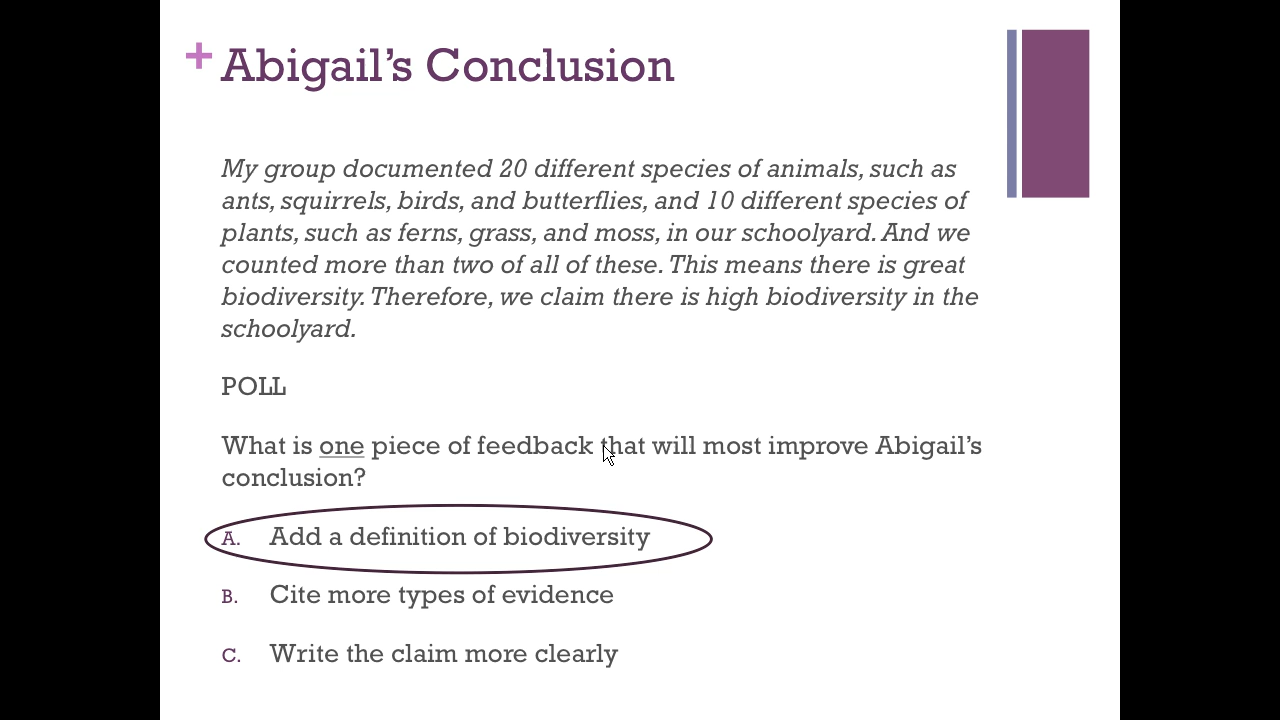 + Abigail’s Conclusion
My group documented 20 different species of animals, such as
ants, squirrels, birds, and butterflies, and 10 different species of
plants, such as ferns, grass, and moss, in our schoolyard. And we
counted more than two of all of these. This means there is great
biodiversity. Therefore, we claim there is high biodiversity in the
schoolyard.
POLL
What is one piece of feedback that will most improve Abigail’s
conclusion?
A. Add a definition of biodiversity
B. Cite more types of evidence
C. Write the claim more clearly